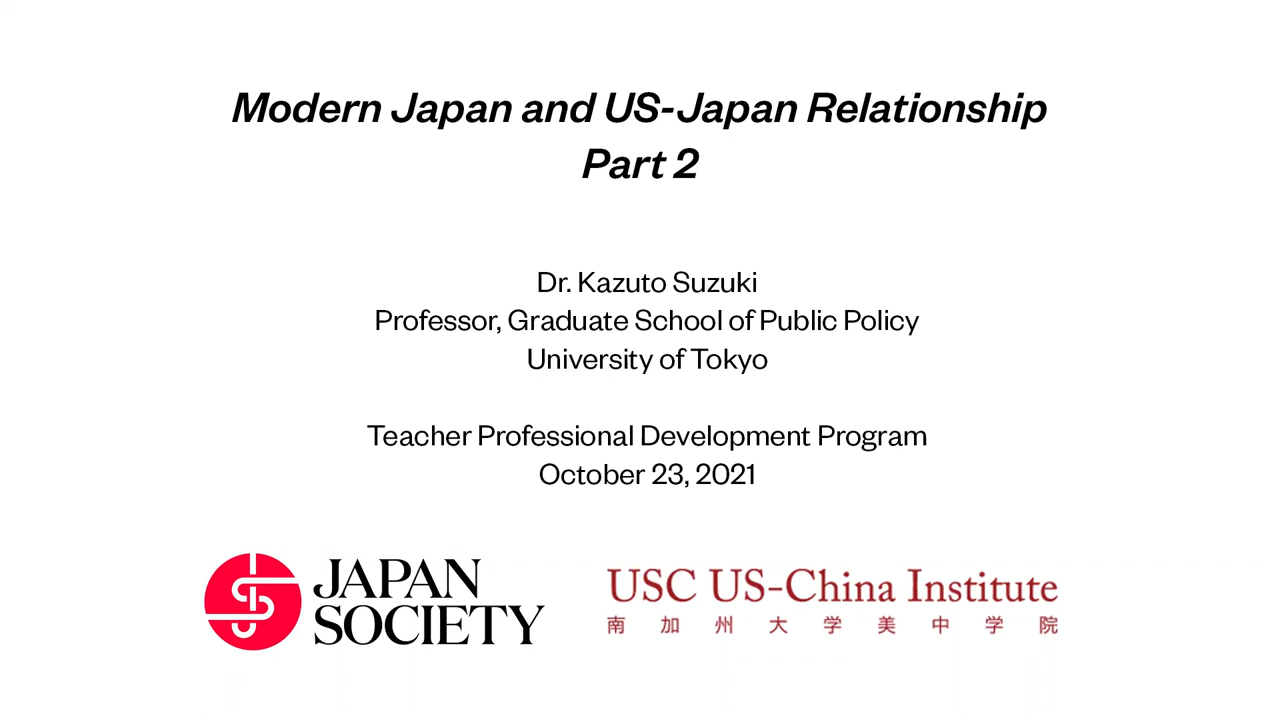 Modern Japan and US-Japan Relationship
Part 2
Dr. Kazuto Suzuki
Professor, Graduate School of Public Policy
University of Tokyo
Teacher Professional Development Program
October 23, 2021
JAPAN
SOCIETY
USC US-China Institute
南加州大学美中学院